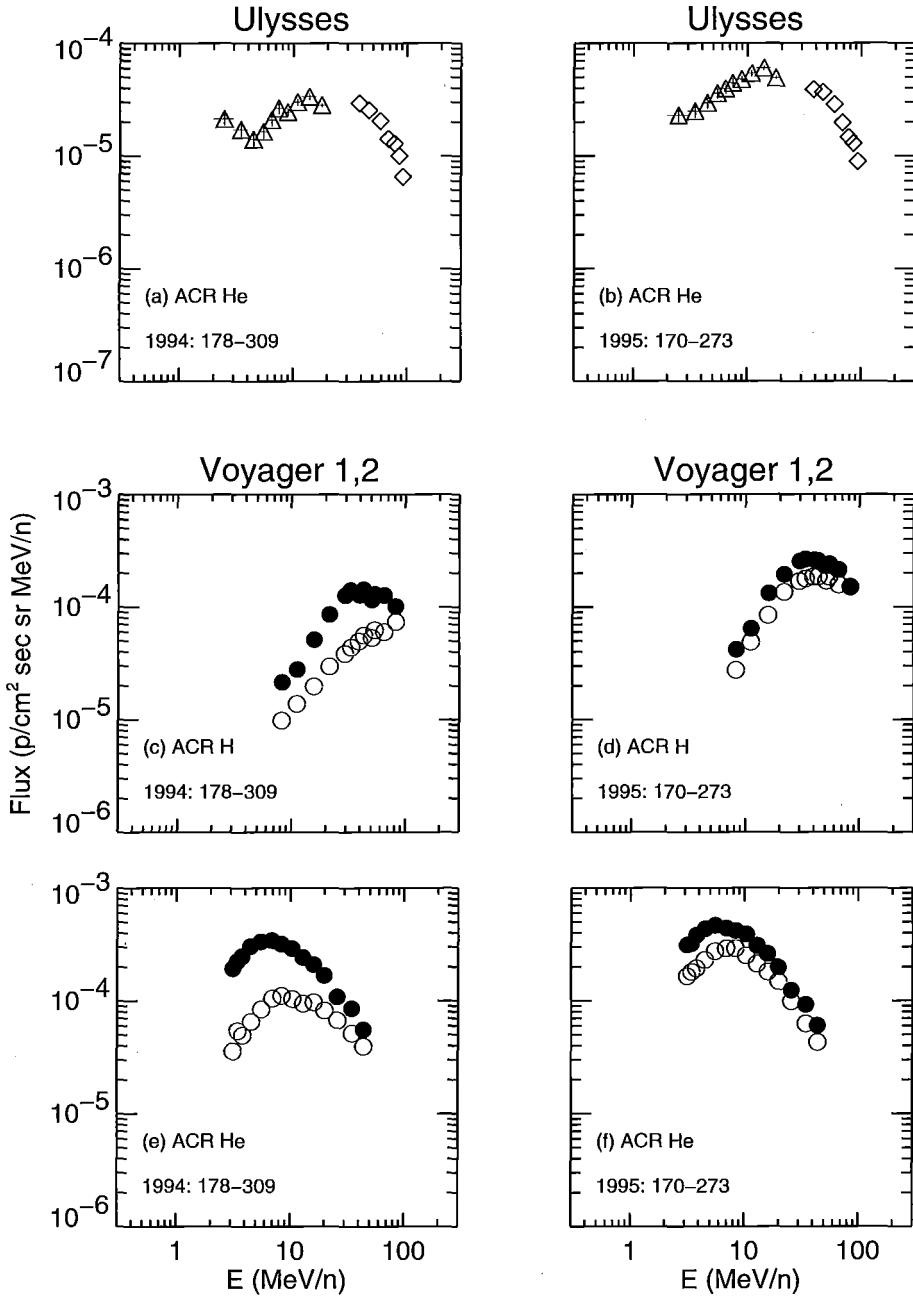 Ulysses
Ulysses
10⁻⁴
10⁻⁵
10⁻⁶
10⁻⁷
(a) ACR He
1994: 178–309
(b) ACR He
1995: 170–273
Voyager 1,2
Voyager 1,2
Flux (p/cm² sec sr MeV/n)
10⁻³
10⁻⁴
10⁻⁵
10⁻⁶
(c) ACR H
1994: 178–309
(d) ACR H
1995: 170–273
10⁻³
10⁻⁴
10⁻⁵
10⁻⁶
(e) ACR He
1994: 178–309
(f) ACR He
1995: 170–273
1 10 100
1 10 100
E (MeV/n)
E (MeV/n)